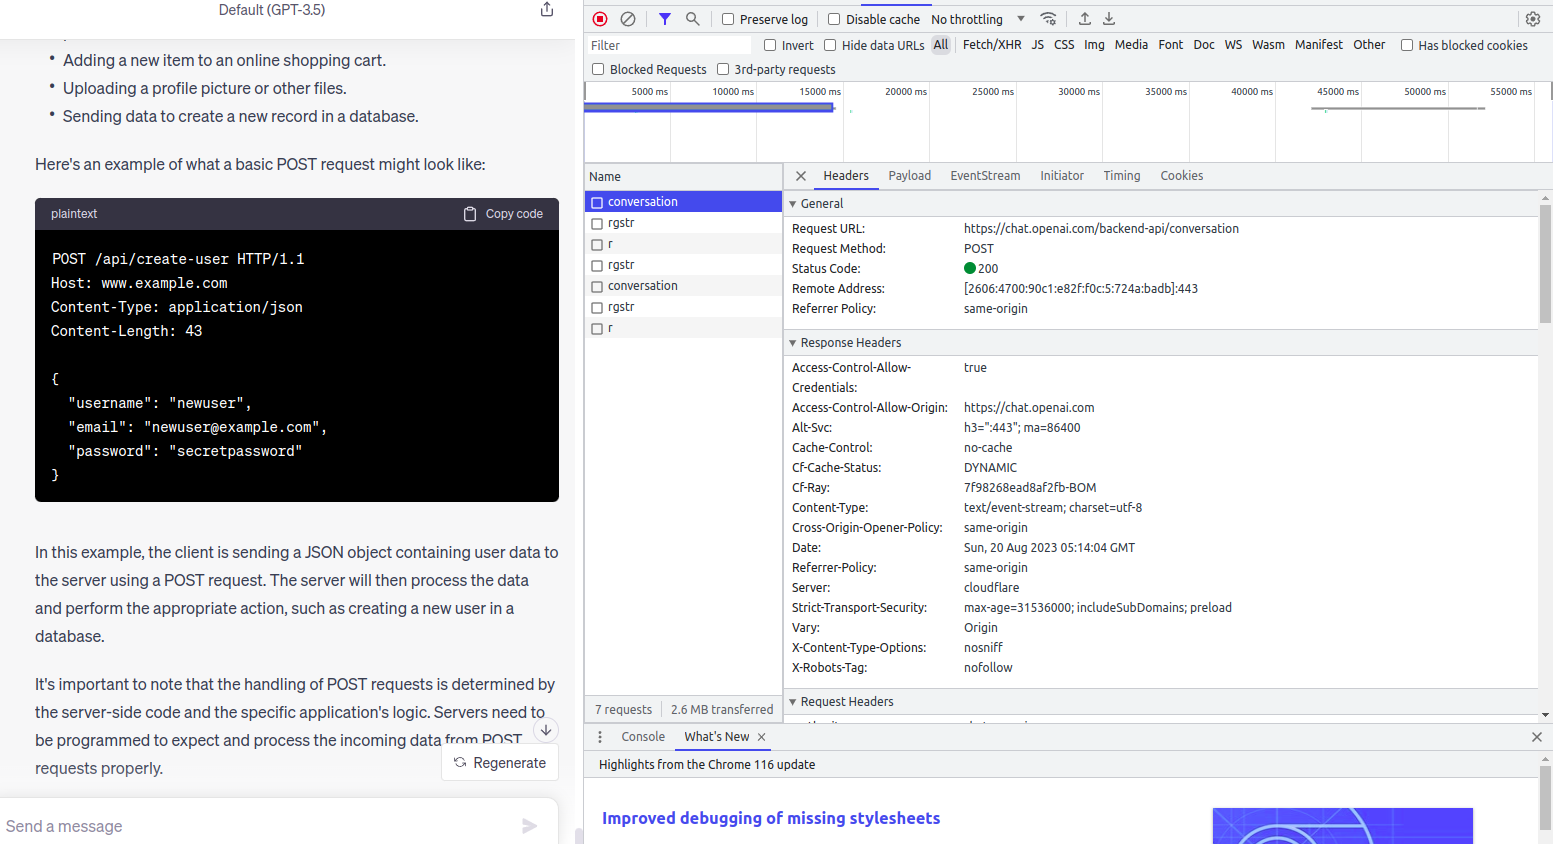 Default (GPT-3.5)
• Adding a new item to an online shopping cart.
• Uploading a profile picture or other files.
• Sending data to create a new record in a database.
Here's an example of what a basic POST request might look like:
plaintext
Copy code
POST /api/create-user HTTP/1.1
Host: www.example.com
Content-Type: application/json
Content-Length: 43
{
"username": "newuser",
"email": "newuser@example.com",
"password": "secretpassword"
}
In this example, the client is sending a JSON object containing user data to
the server using a POST request. The server will then process the data
and perform the appropriate action, such as creating a new user in a
database.
It's important to note that the handling of POST requests is determined by
the server-side code and the specific application's logic. Servers need to
be programmed to expect and process the incoming data from POST
requests properly.
Regenerate
Send a message
Preserve log
Disable cache
No throttling
Filter
Invert
Hide data URLs
All
Fetch/XHR JS CSS Img Media Font Doc WS Wasm Manifest Other
Has blocked cookies
Blocked Requests
3rd-party requests
5000 ms 10000 ms 15000 ms 20000 ms 25000 ms 30000 ms 35000 ms 40000 ms 45000 ms 50000 ms 55000 ms
Name
conversation
rgstr
r
rgstr
conversation
rgstr
r
7 requests
2.6 MB transferred
Headers Payload EventStream Initiator Timing Cookies
General
Request URL: https://chat.openai.com/backend-api/conversation
Request Method: POST
Status Code: 200
Remote Address: [2606:4700:90c1:e82f:f0c:5:724a:badb]:443
Referrer Policy: same-origin
Response Headers
Access-Control-Allow- true
Credentials:
Access-Control-Allow-Origin: https://chat.openai.com
Alt-Svc: h3=":443"; ma=86400
Cache-Control: no-cache
Cf-Cache-Status: DYNAMIC
Cf-Ray: 7f98268ead8af2fb-BOM
Content-Type: text/event-stream; charset=utf-8
Cross-Origin-Opener-Policy: same-origin
Date: Sun, 20 Aug 2023 05:14:04 GMT
Referrer-Policy: same-origin
Server: cloudflare
Strict-Transport-Security: max-age=31536000; includeSubDomains; preload
Vary: Origin
X-Content-Type-Options: nosniff
X-Robots-Tag: nofollow
Request Headers
Console
What's New
Highlights from the Chrome 116 update
Improved debugging of missing stylesheets